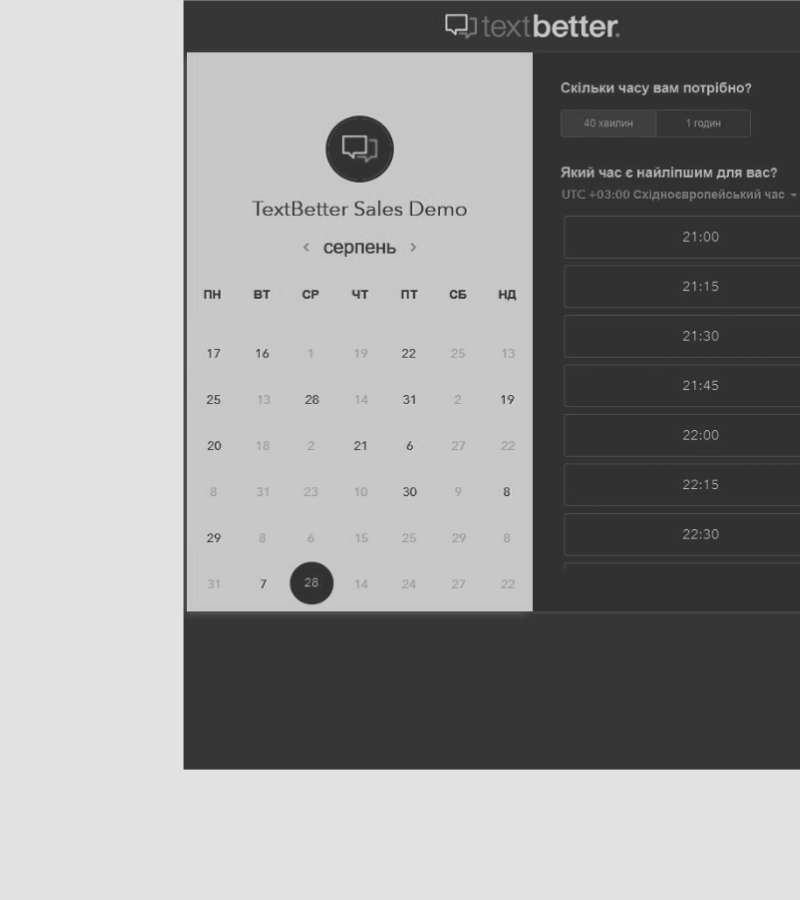 textbetter.
TextBetter Sales Demo
‹ серпень ›
ПН ВТ СР ЧТ ПТ СБ НД
17 16 1 19 22 25 13
25 13 28 14 31 2 19
20 18 2 21 6 27 22
8 31 23 10 30 9 8
29 8 6 15 25 29 8
31 7 28 14 24 27 22
Скільки часу вам потрібно?
40 хвилин 1 годин
Який час є найліпшим для вас?
UTC +03:00 Східноєвропейський час
21:00
21:15
21:30
21:45
22:00
22:15
22:30